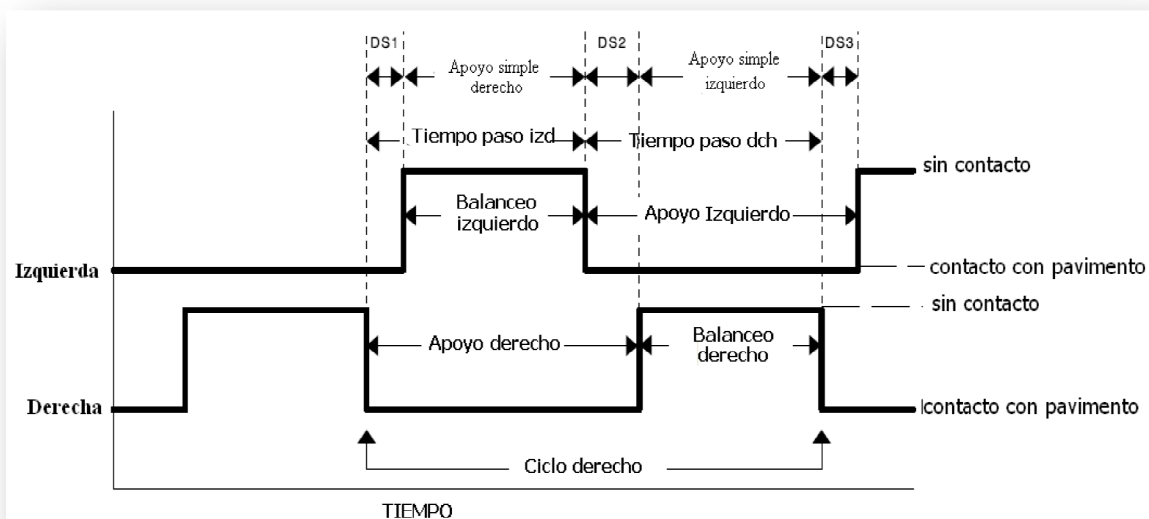 DS1
DS2
DS3
Apoyo simple
derecho
Apoyo simple
izquierdo
Tiempo paso izd
Tiempo paso dch
sin contacto
Balanceo
izquierdo
Apoyo Izquierdo
Izquierda
contacto con pavimento
sin contacto
Apoyo derecho
Balanceo
derecho
Derecha
contacto con pavimento
Ciclo derecho
TIEMPO